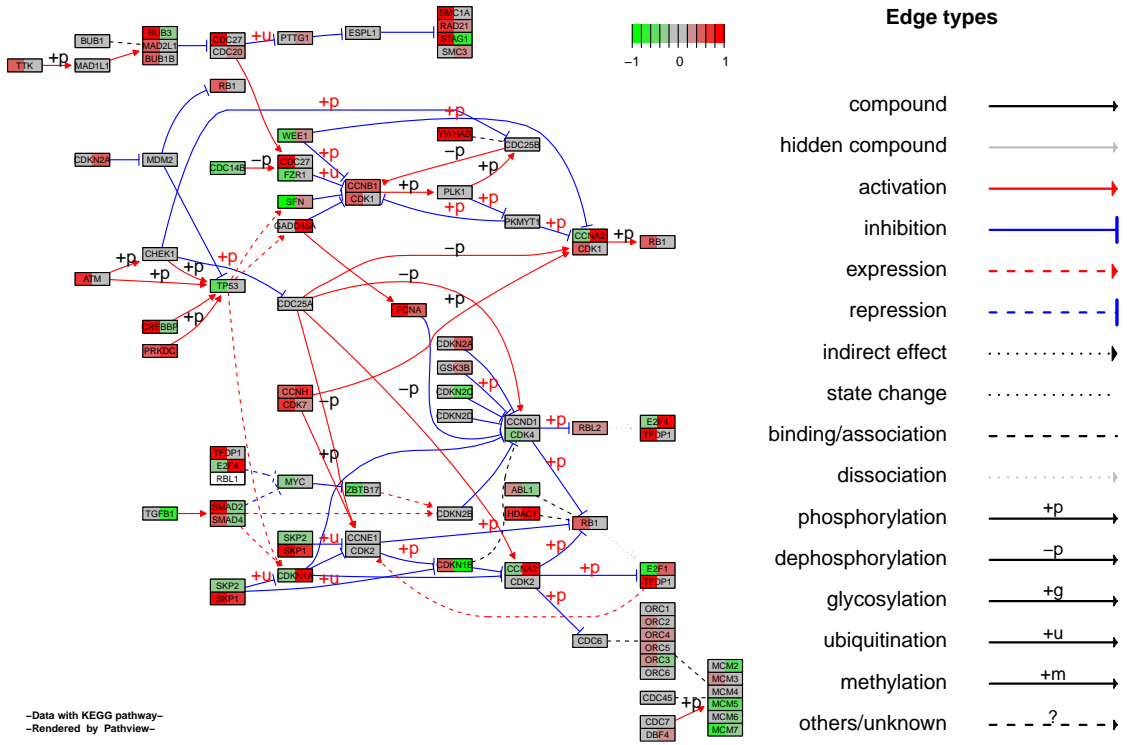 SMC1A
RAD21
STAG1
SMC3
BUB3
MAD2L1
BUB1B
BUB1
TTK
+p
MAD1L1
CDC27
CDC20
+u
PTTG1
ESPL1
−1
0
1
Edge types
RB1
CDKN2A
MDM2
WEE1
CDC14B
−p
CDC27
FZR1
+p
+u
+p
+p
YWHAB
CDC25B
−p
CCNB1
CDK1
+p
PLK1
+p
+p
+p
PKMYT1
+p
SFN
GADD45A
CCNA2
CDK1
+p
RB1
CHEK1
+p
+p
+p
ATM
+p
TP53
−p
−p
+p
CDC25A
PCNA
CREBBP
+p
PRKDC
CDKN2A
GSK3B
+p
CDKN2C
CDKN2D
−p
CCNH
CDK7
−p
+p
CCND1
CDK4
+p
RBL2
E2F4
TFDP1
+p
TFDP1
E2F4
RBL1
MYC
ZBTB17
ABL1
HDAC1
TGFB1
SMAD2
SMAD4
CDKN2B
+p
RB1
SKP2
SKP1
+u
CCNE1
CDK2
+p
+p
CDKN1B
CCNA2
CDK2
+p
E2F1
TFDP1
SKP2
SKP1
+u
CDKN1A
+u
+p
CDC6
ORC1
ORC2
ORC4
ORC5
ORC3
ORC6
CDC45
CDC7
DBF4
+p
MCM2
MCM3
MCM4
MCM5
MCM6
MCM7
compound
hidden compound
activation
inhibition
expression
repression
indirect effect
state change
binding/association
dissociation
phosphorylation +p
dephosphorylation −p
glycosylation +g
ubiquitination +u
methylation +m
others/unknown ?
−Data with KEGG pathway−
−Rendered by Pathview−